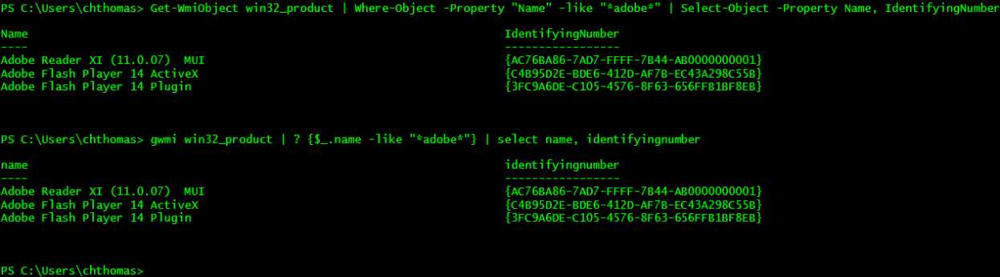 PS C:\Users\chthomas> Get-WmiObject win32_product | Where-Object -Property "Name" -like "*adobe*" | Select-Object -Property Name, IdentifyingNumber
Name IdentifyingNumber
---- -----------------
Adobe Reader XI (11.0.07)  MUI {AC76BA86-7AD7-FFFF-7B44-AB0000000001}
Adobe Flash Player 14 ActiveX {C4B95D2E-BDE6-412D-AF7B-EC43A298C55B}
Adobe Flash Player 14 Plugin {3FC9A6DE-C105-4576-8F63-656FFB1BF8EB}
PS C:\Users\chthomas> gwmi win32_product | ? {$_.name -like "*adobe*"} | select name, identifyingnumber
name identifyingnumber
---- -----------------
Adobe Reader XI (11.0.07)  MUI {AC76BA86-7AD7-FFFF-7B44-AB0000000001}
Adobe Flash Player 14 ActiveX {C4B95D2E-BDE6-412D-AF7B-EC43A298C55B}
Adobe Flash Player 14 Plugin {3FC9A6DE-C105-4576-8F63-656FFB1BF8EB}
PS C:\Users\chthomas>